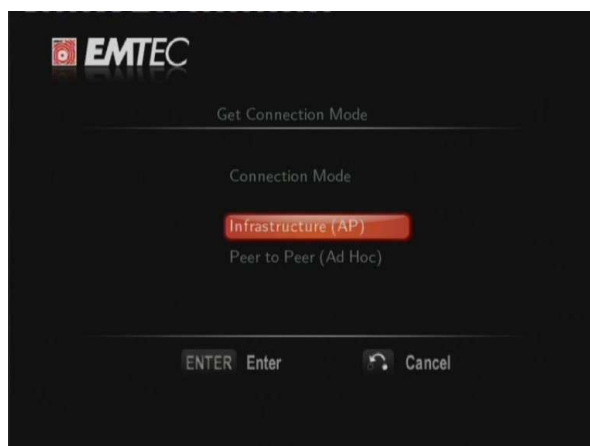 EMTEC
Get Connection Mode
Connection Mode
Infrastructure (AP)
Peer to Peer (Ad Hoc)
ENTER Enter Cancel